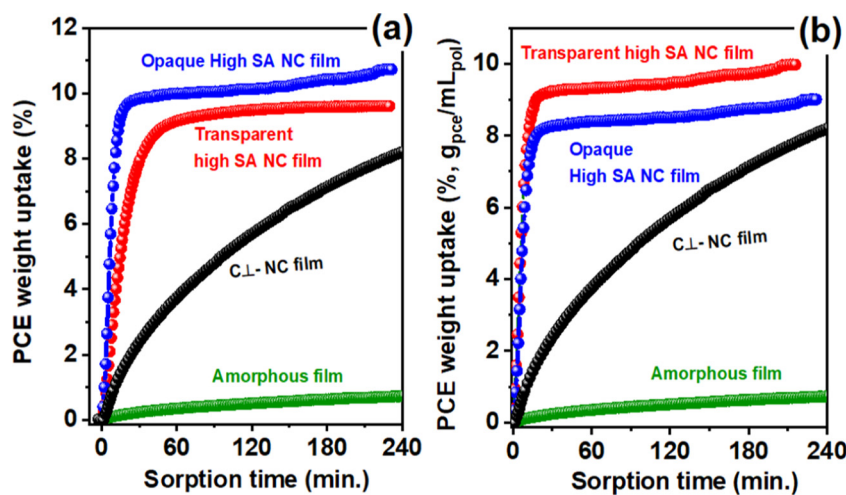 (a)
PCE weight uptake (%)
12
10
8
6
4
2
0
Opaque High SA NC film
Transparent
high SA NC film
C⊥- NC film
Amorphous film
0 60 120 180 240
Sorption time (min.)
(b)
PCE weight uptake (%, gpce/mLpol)
10
8
6
4
2
0
Transparent high SA NC film
Opaque
High SA NC film
C⊥- NC film
Amorphous film
0 60 120 180 240
Sorption time (min.)